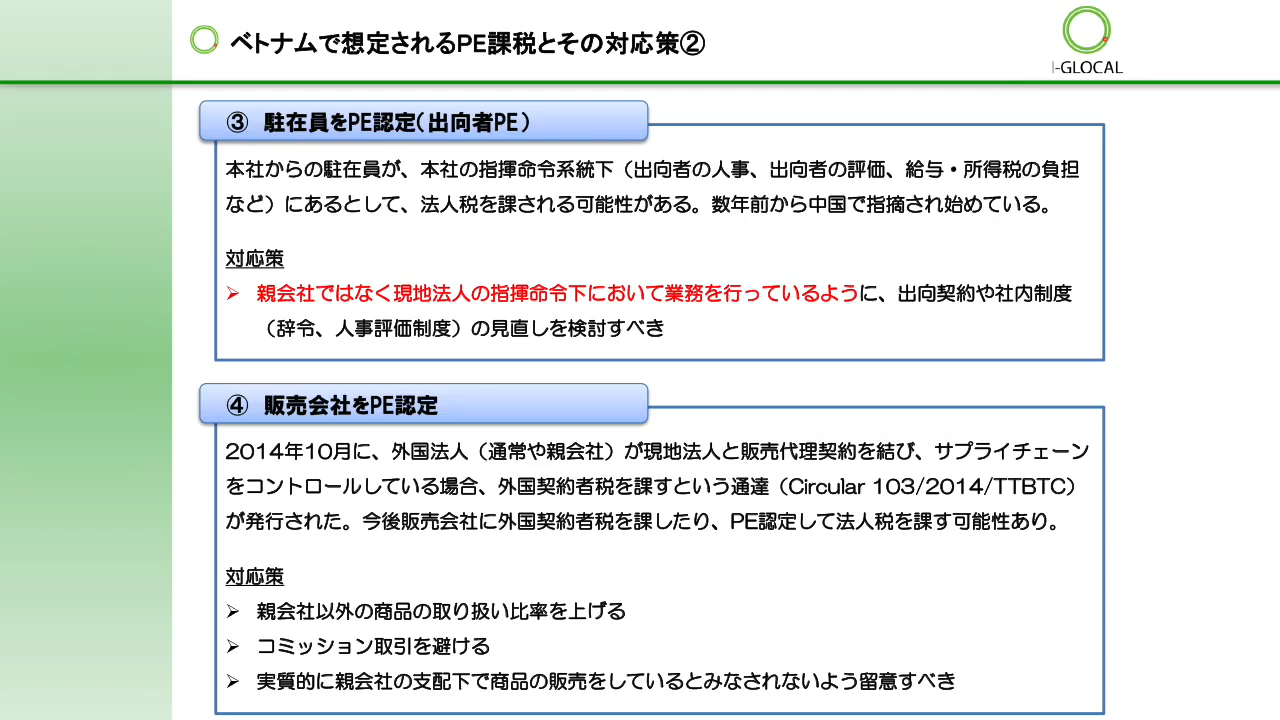 ベトナムで想定されるPE課税とその対応策②
I-GLOCAL
③ 駐在員をPE認定(出向者PE)
本社からの駐在員が、本社の指揮命令系統下（出向者の人事、出向者の評価、給与・所得税の負担
など）にあるとして、法人税を課される可能性がある。数年前から中国で指摘され始めている。
対応策
➢ 親会社ではなく現地法人の指揮命令下において業務を行っているように、出向契約や社内制度
（辞令、人事評価制度）の見直しを検討すべき
④ 販売会社をPE認定
2014年10月に、外国法人（通常や親会社）が現地法人と販売代理契約を結び、サプライチェーン
をコントロールしている場合、外国契約者税を課すという通達（Circular 103/2014/TTBTC）
が発行された。今後販売会社に外国契約者税を課したり、PE認定して法人税を課す可能性あり。
対応策
➢ 親会社以外の商品の取り扱い比率を上げる
➢ コミッション取引を避ける
➢ 実質的に親会社の支配下で商品の販売をしているとみなされないよう留意すべき